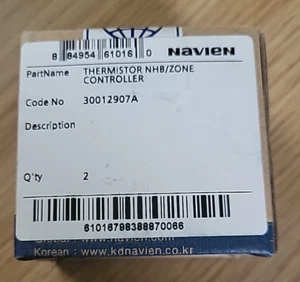 8 84954 61016 0 NAVIEN
PartName THERMISTOR NHB/ZONE
CONTROLLER
Code No 30012907A
Description
Q'ty 2
61016798388870066
Korean : www.kdnavien.co.kr